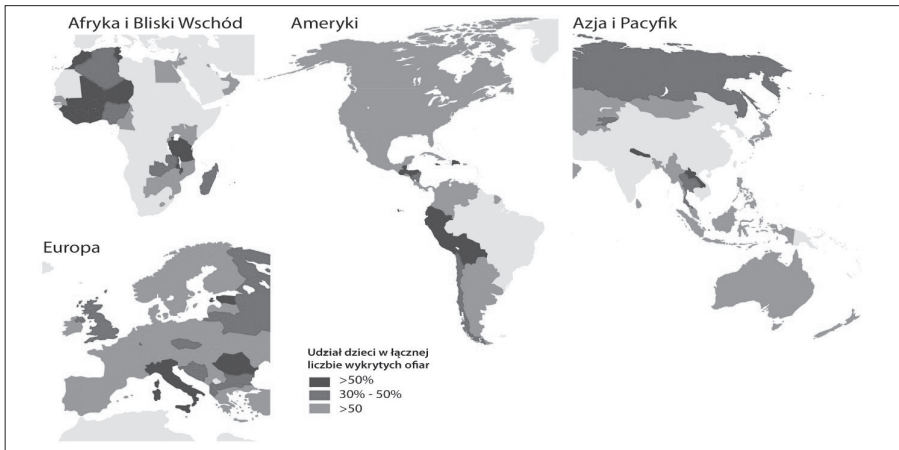 Afryka i Bliski Wschód
Ameryki
Azja i Pacyfik
Europa
Udział dzieci w łącznej
liczbie wykrytych ofiar
>50%
30% - 50%
>50